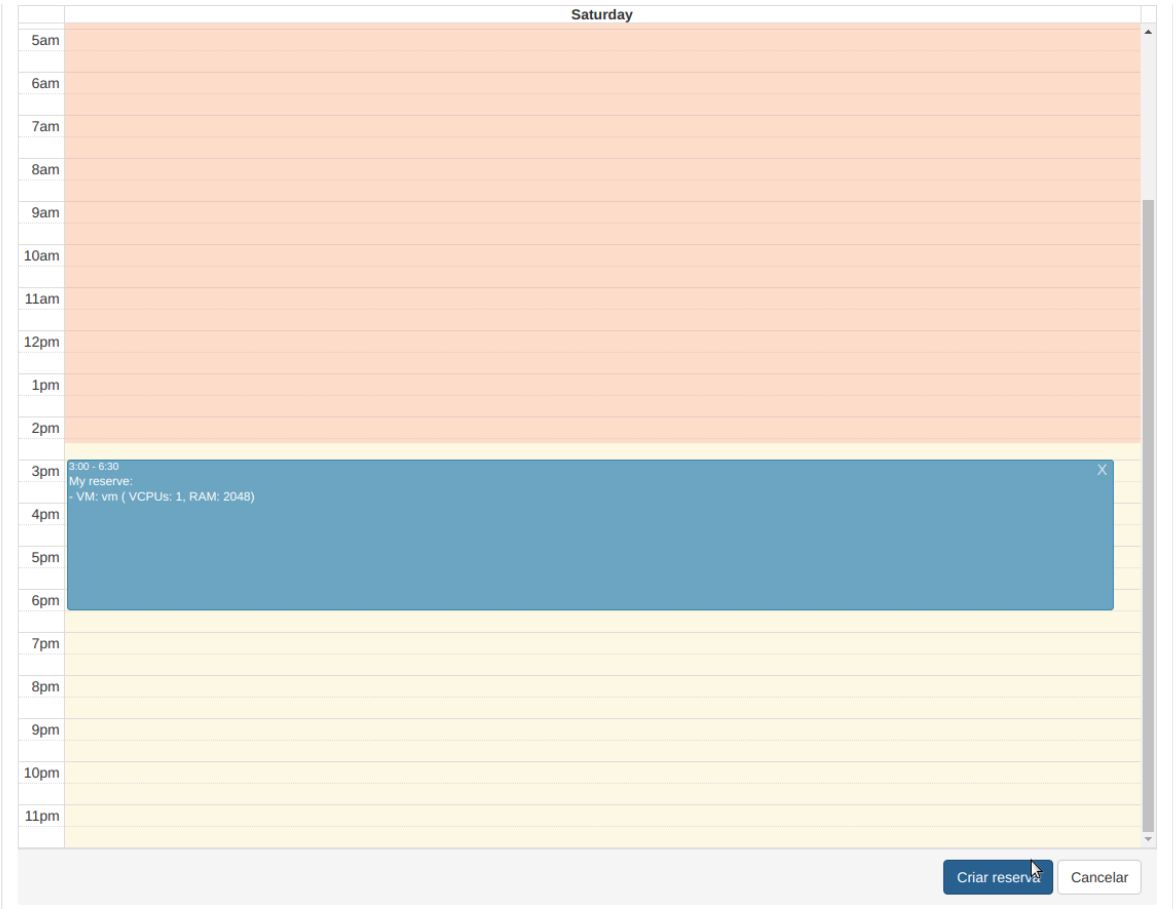 Saturday
5am
6am
7am
8am
9am
10am
11am
12pm
1pm
2pm
3pm
3:00 - 6:30
X
My reserve:
- VM: vm ( VCPUs: 1, RAM: 2048)
4pm
5pm
6pm
7pm
8pm
9pm
10pm
11pm
Criar reserva
Cancelar